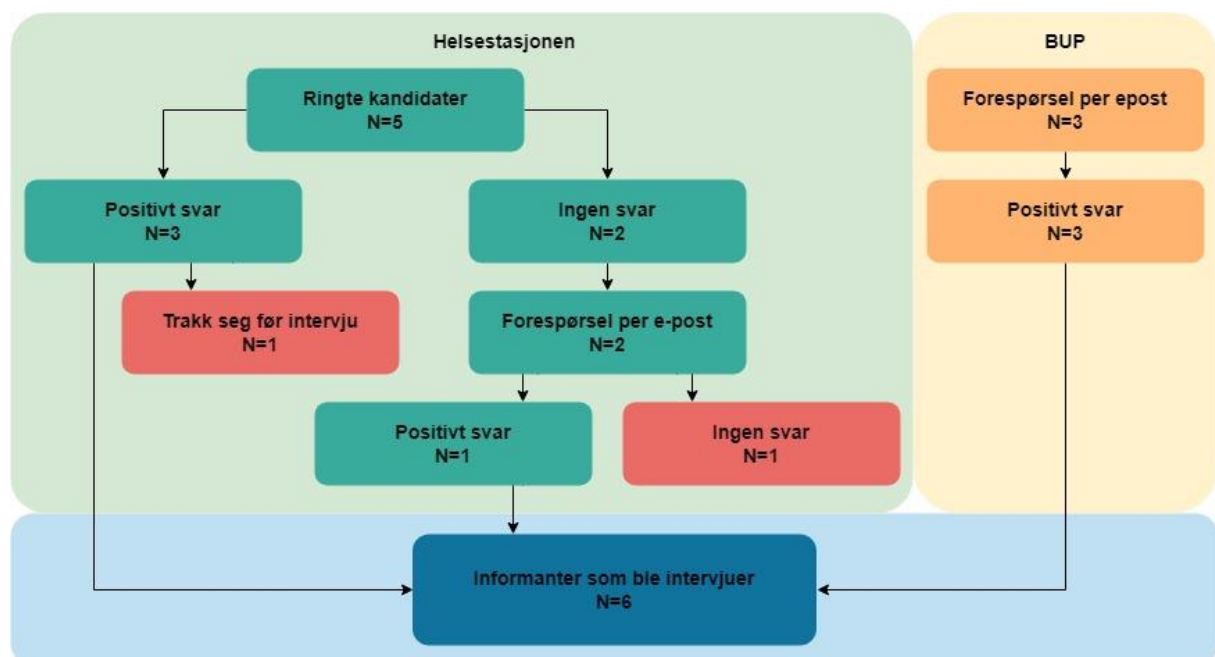 Helsestasjonen
Ringte kandidater
N=5
Positivt svar
N=3
Ingen svar
N=2
Trakk seg før intervju
N=1
Forespørsel per e-post
N=2
Positivt svar
N=1
Ingen svar
N=1
BUP
Forespørsel per epost
N=3
Positivt svar
N=3
Informanter som ble intervjuer
N=6